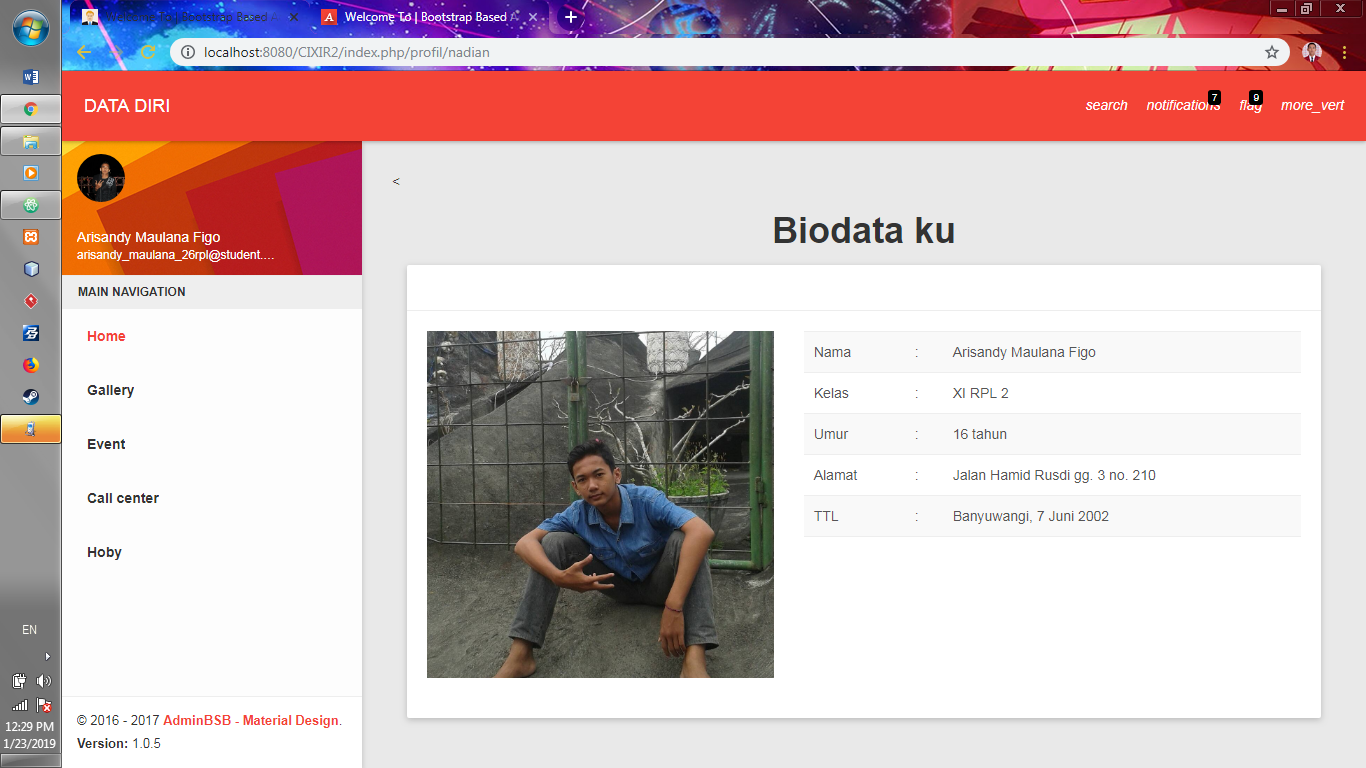 Welcome To | Bootstrap Based A
Welcome To | Bootstrap Based A
localhost:8080/CIXIR2/index.php/profil/nadian
DATA DIRI
search
notifications
7
flag
9
more_vert
Arisandy Maulana Figo
arisandy_maulana_26rpl@student....
MAIN NAVIGATION
Home
Gallery
Event
Call center
Hoby
© 2016 - 2017 AdminBSB - Material Design.
Version: 1.0.5
<
Biodata ku
Nama : Arisandy Maulana Figo
Kelas : XI RPL 2
Umur : 16 tahun
Alamat : Jalan Hamid Rusdi gg. 3 no. 210
TTL : Banyuwangi, 7 Juni 2002
EN
12:29 PM
1/23/2019